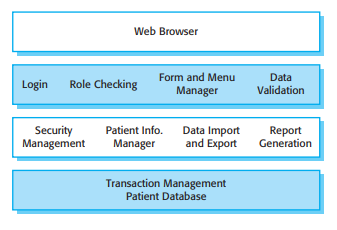 Web Browser
Login Role Checking Form and Menu Manager Data Validation
Security Management Patient Info. Manager Data Import and Export Report Generation
Transaction Management
Patient Database